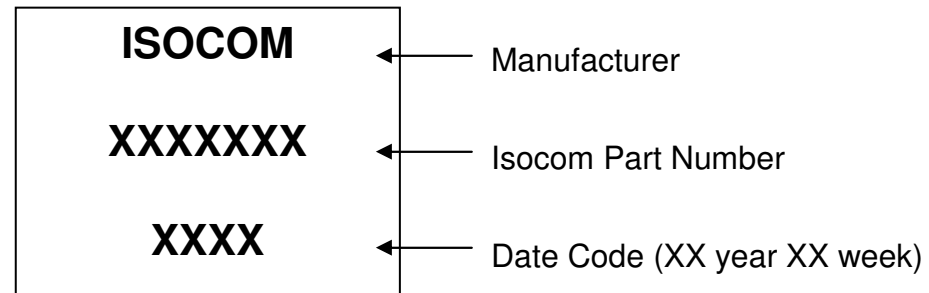 ISOCOM
Manufacturer
XXXXXXX
Isocom Part Number
XXXX
Date Code (XX year XX week)